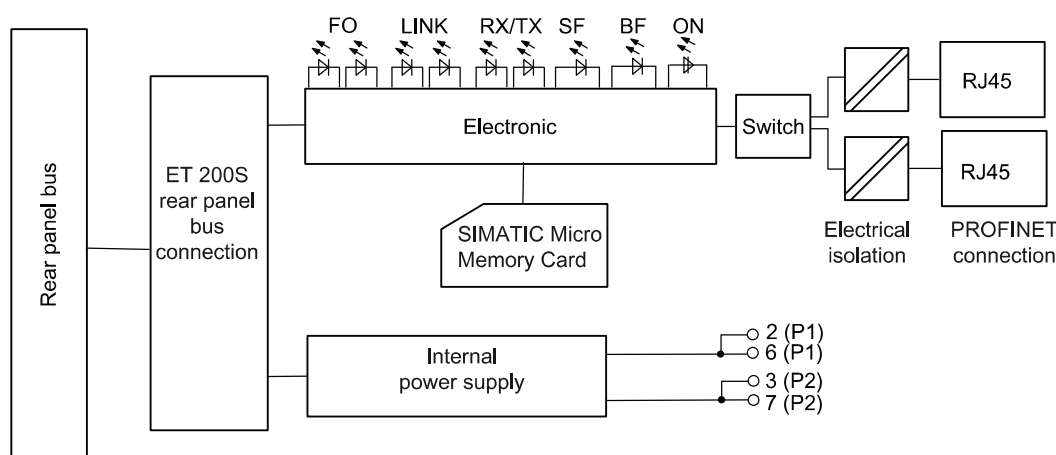 FO LINK RX/TX SF BF ON
Rear panel bus
ET 200S
rear panel
bus
connection
Electronic
Switch
RJ45
RJ45
SIMATIC Micro
Memory Card
Electrical
isolation
PROFINET
connection
Internal
power supply
2 (P1)
6 (P1)
3 (P2)
7 (P2)